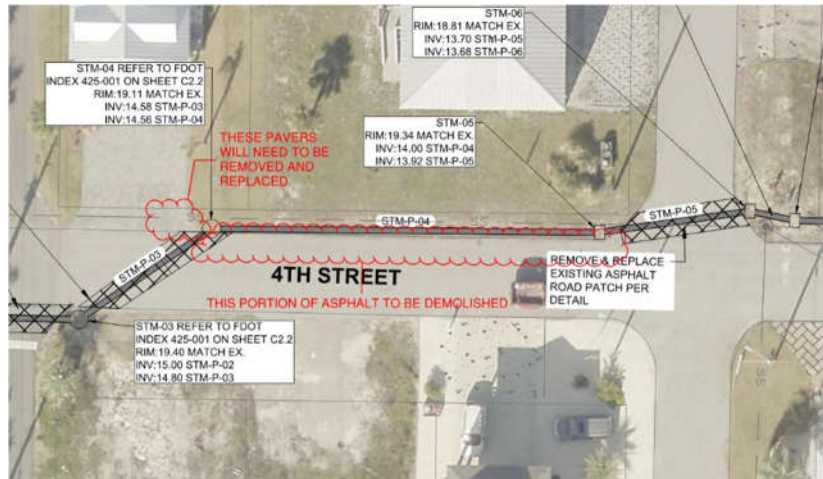 STM-06
RIM:18.81 MATCH EX.
INV:13.70 STM-P-05
INV:13.68 STM-P-06
STM-04 REFER TO FDOT
INDEX 425-001 ON SHEET C2.2
RIM:19.11 MATCH EX.
INV:14.58 STM-P-03
INV:14.56 STM-P-04
STM-05
RIM:19.34 MATCH EX.
INV:14.00 STM-P-04
INV:13.92 STM-P-05
THESE PAVERS
WILL NEED TO BE
REMOVED AND
REPLACED
STM-P-04
STM-P-05
STM-P-03
4TH STREET
REMOVE & REPLACE
EXISTING ASPHALT
ROAD PATCH PER
DETAIL
THIS PORTION OF ASPHALT TO BE DEMOLISHED
STM-03 REFER TO FDOT
INDEX 425-001 ON SHEET C2.2
RIM:19.40 MATCH EX.
INV:15.00 STM-P-02
INV:14.80 STM-P-03
SS